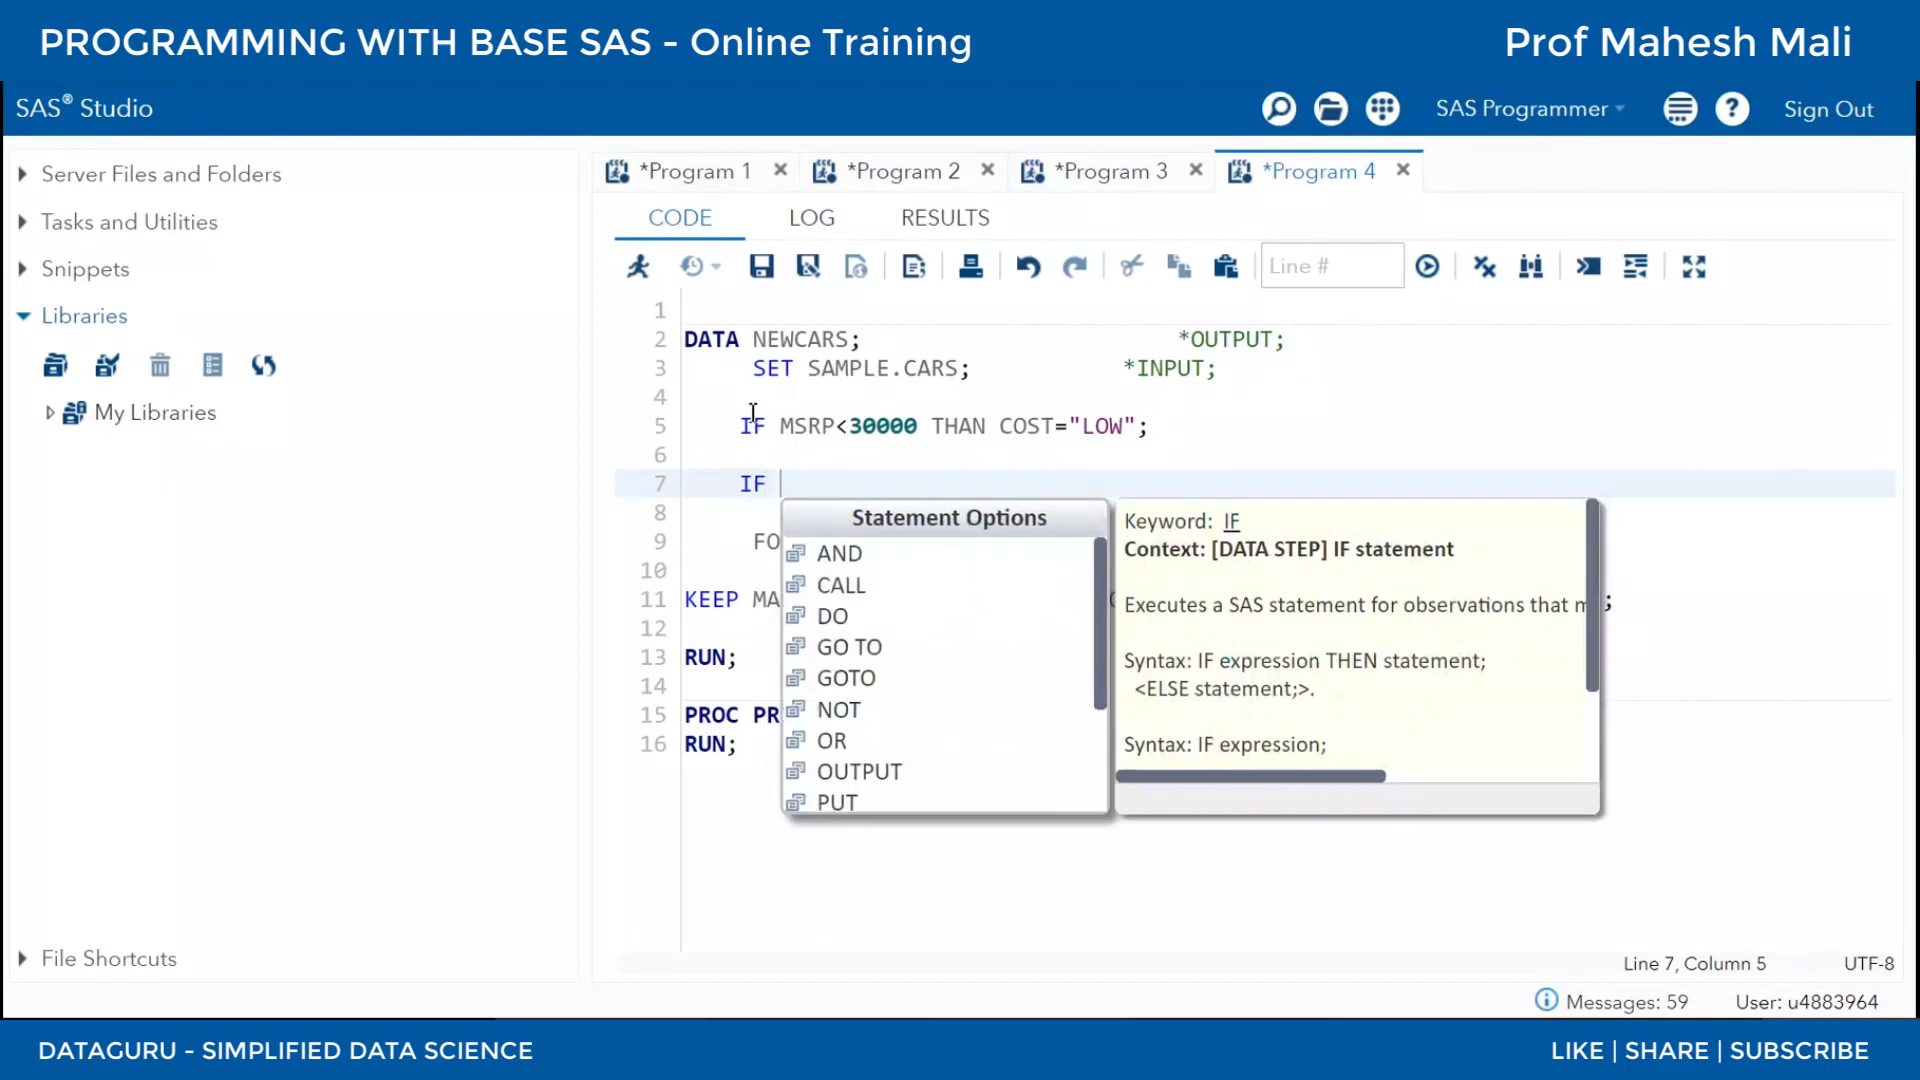 PROGRAMMING WITH BASE SAS - Online Training
Prof Mahesh Mali
SAS® Studio
SAS Programmer
Sign Out
Server Files and Folders
Tasks and Utilities
Snippets
Libraries
My Libraries
File Shortcuts
*Program 1
*Program 2
*Program 3
*Program 4
CODE
LOG
RESULTS
Line #
1
2 DATA NEWCARS; *OUTPUT;
3 SET SAMPLE.CARS; *INPUT;
4
5 IF MSRP<30000 THAN COST="LOW";
6
7 IF
8
9 FO
10
11 KEEP MA ;
12
13 RUN;
14
15 PROC PR
16 RUN;
Statement Options
AND
CALL
DO
GO TO
GOTO
NOT
OR
OUTPUT
PUT
Keyword: IF
Context: [DATA STEP] IF statement
Executes a SAS statement for observations that
Syntax: IF expression THEN statement;
<ELSE statement;>.
Syntax: IF expression;
Line 7, Column 5
UTF-8
Messages: 59
User: u4883964
DATAGURU - SIMPLIFIED DATA SCIENCE
LIKE | SHARE | SUBSCRIBE